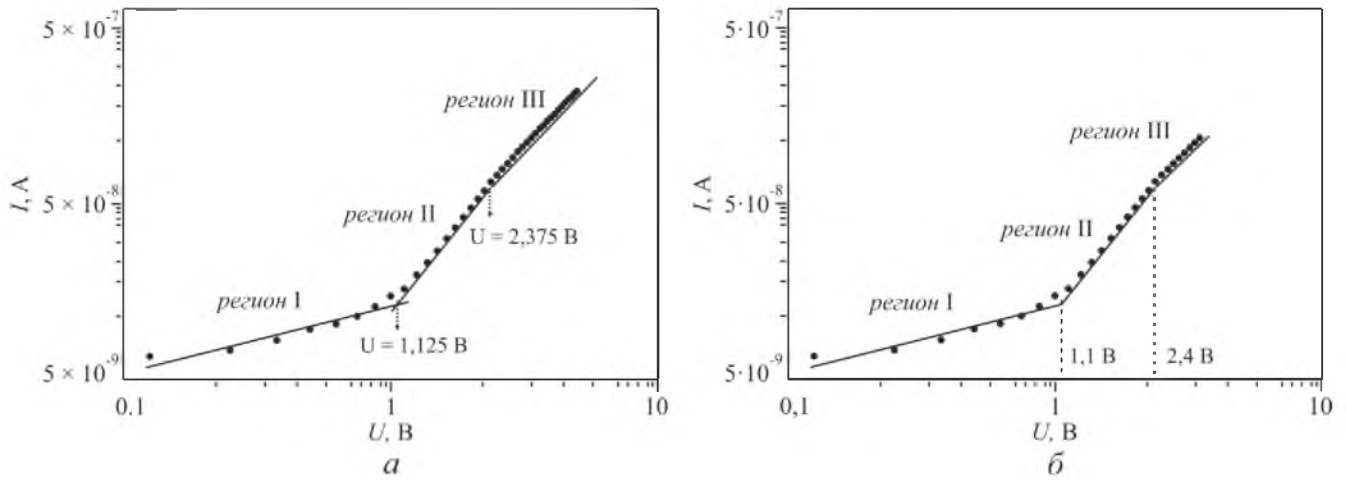 5 × 10⁻⁷
регион III
I, А
5 × 10⁻⁸
регион II
U = 2,375 В
регион I
U = 1,125 В
5 × 10⁻⁹
0.1
1
10
U, В
а
5·10⁻⁷
регион III
I, А
5·10⁻⁸
регион II
регион I
1,1 В
2,4 В
5·10⁻⁹
0,1
1
10
U, В
б